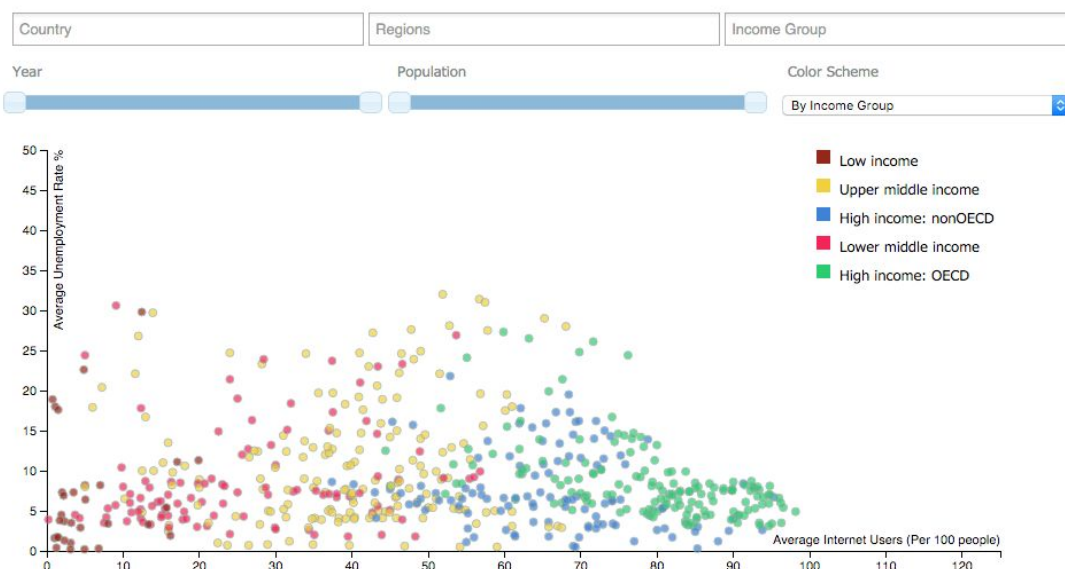 Country Regions Income Group
Year Population Color Scheme
By Income Group
50
45
40
35
30
25
20
15
10
5
0
Average Unemployment Rate %
Low income
Upper middle income
High income: nonOECD
Lower middle income
High income: OECD
Average Internet Users (Per 100 people)
0 10 20 30 40 50 60 70 80 90 100 110 120